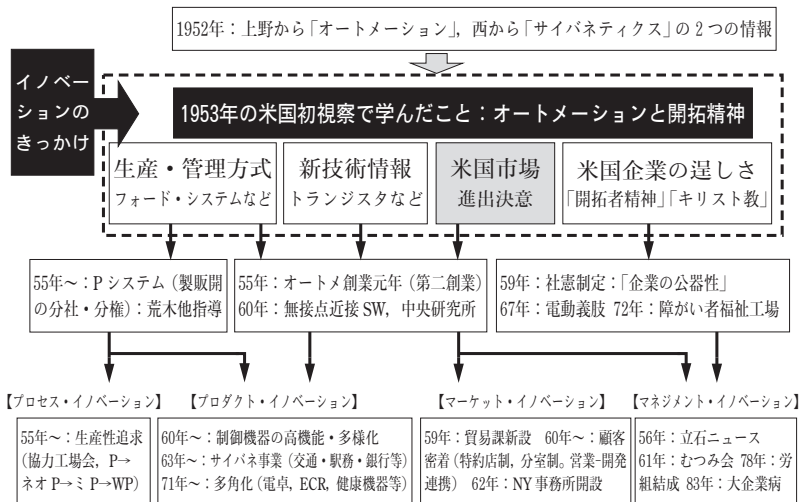 1952年：上野から「オートメーション」，西から「サイバネティクス」の２つの情報
イノベー
ションの
きっかけ
1953年の米国初視察で学んだこと：オートメーションと開拓精神
生産・管理方式
フォード・システムなど
新技術情報
トランジスタなど
米国市場
進出決意
米国企業の逞しさ
「開拓者精神」「キリスト教」
55年～：Ｐシステム（製販開
の分社・分権）：荒木他指導
55年：オートメ創業元年（第二創業）
60年：無接点近接SW，中央研究所
59年：社憲制定：「企業の公器性」
67年：電動義肢 72年：障がい者福祉工場
【プロセス・イノベーション】
55年～：生産性追求
（協力工場会，P→
ネオP→ミP→WP）
【プロダクト・イノベーション】
60年～：制御機器の高機能・多様化
63年～：サイバネ事業（交通・駅務・銀行等）
71年～：多角化（電卓，ECR，健康機器等）
【マーケット・イノベーション】
59年：貿易課新設 60年～：顧客
密着（特約店制，分室制。営業-開発
連携） 62年：NY事務所開設
【マネジメント・イノベーション】
56年：立石ニュース
61年：むつみ会 78年：労
組結成 83年：大企業病